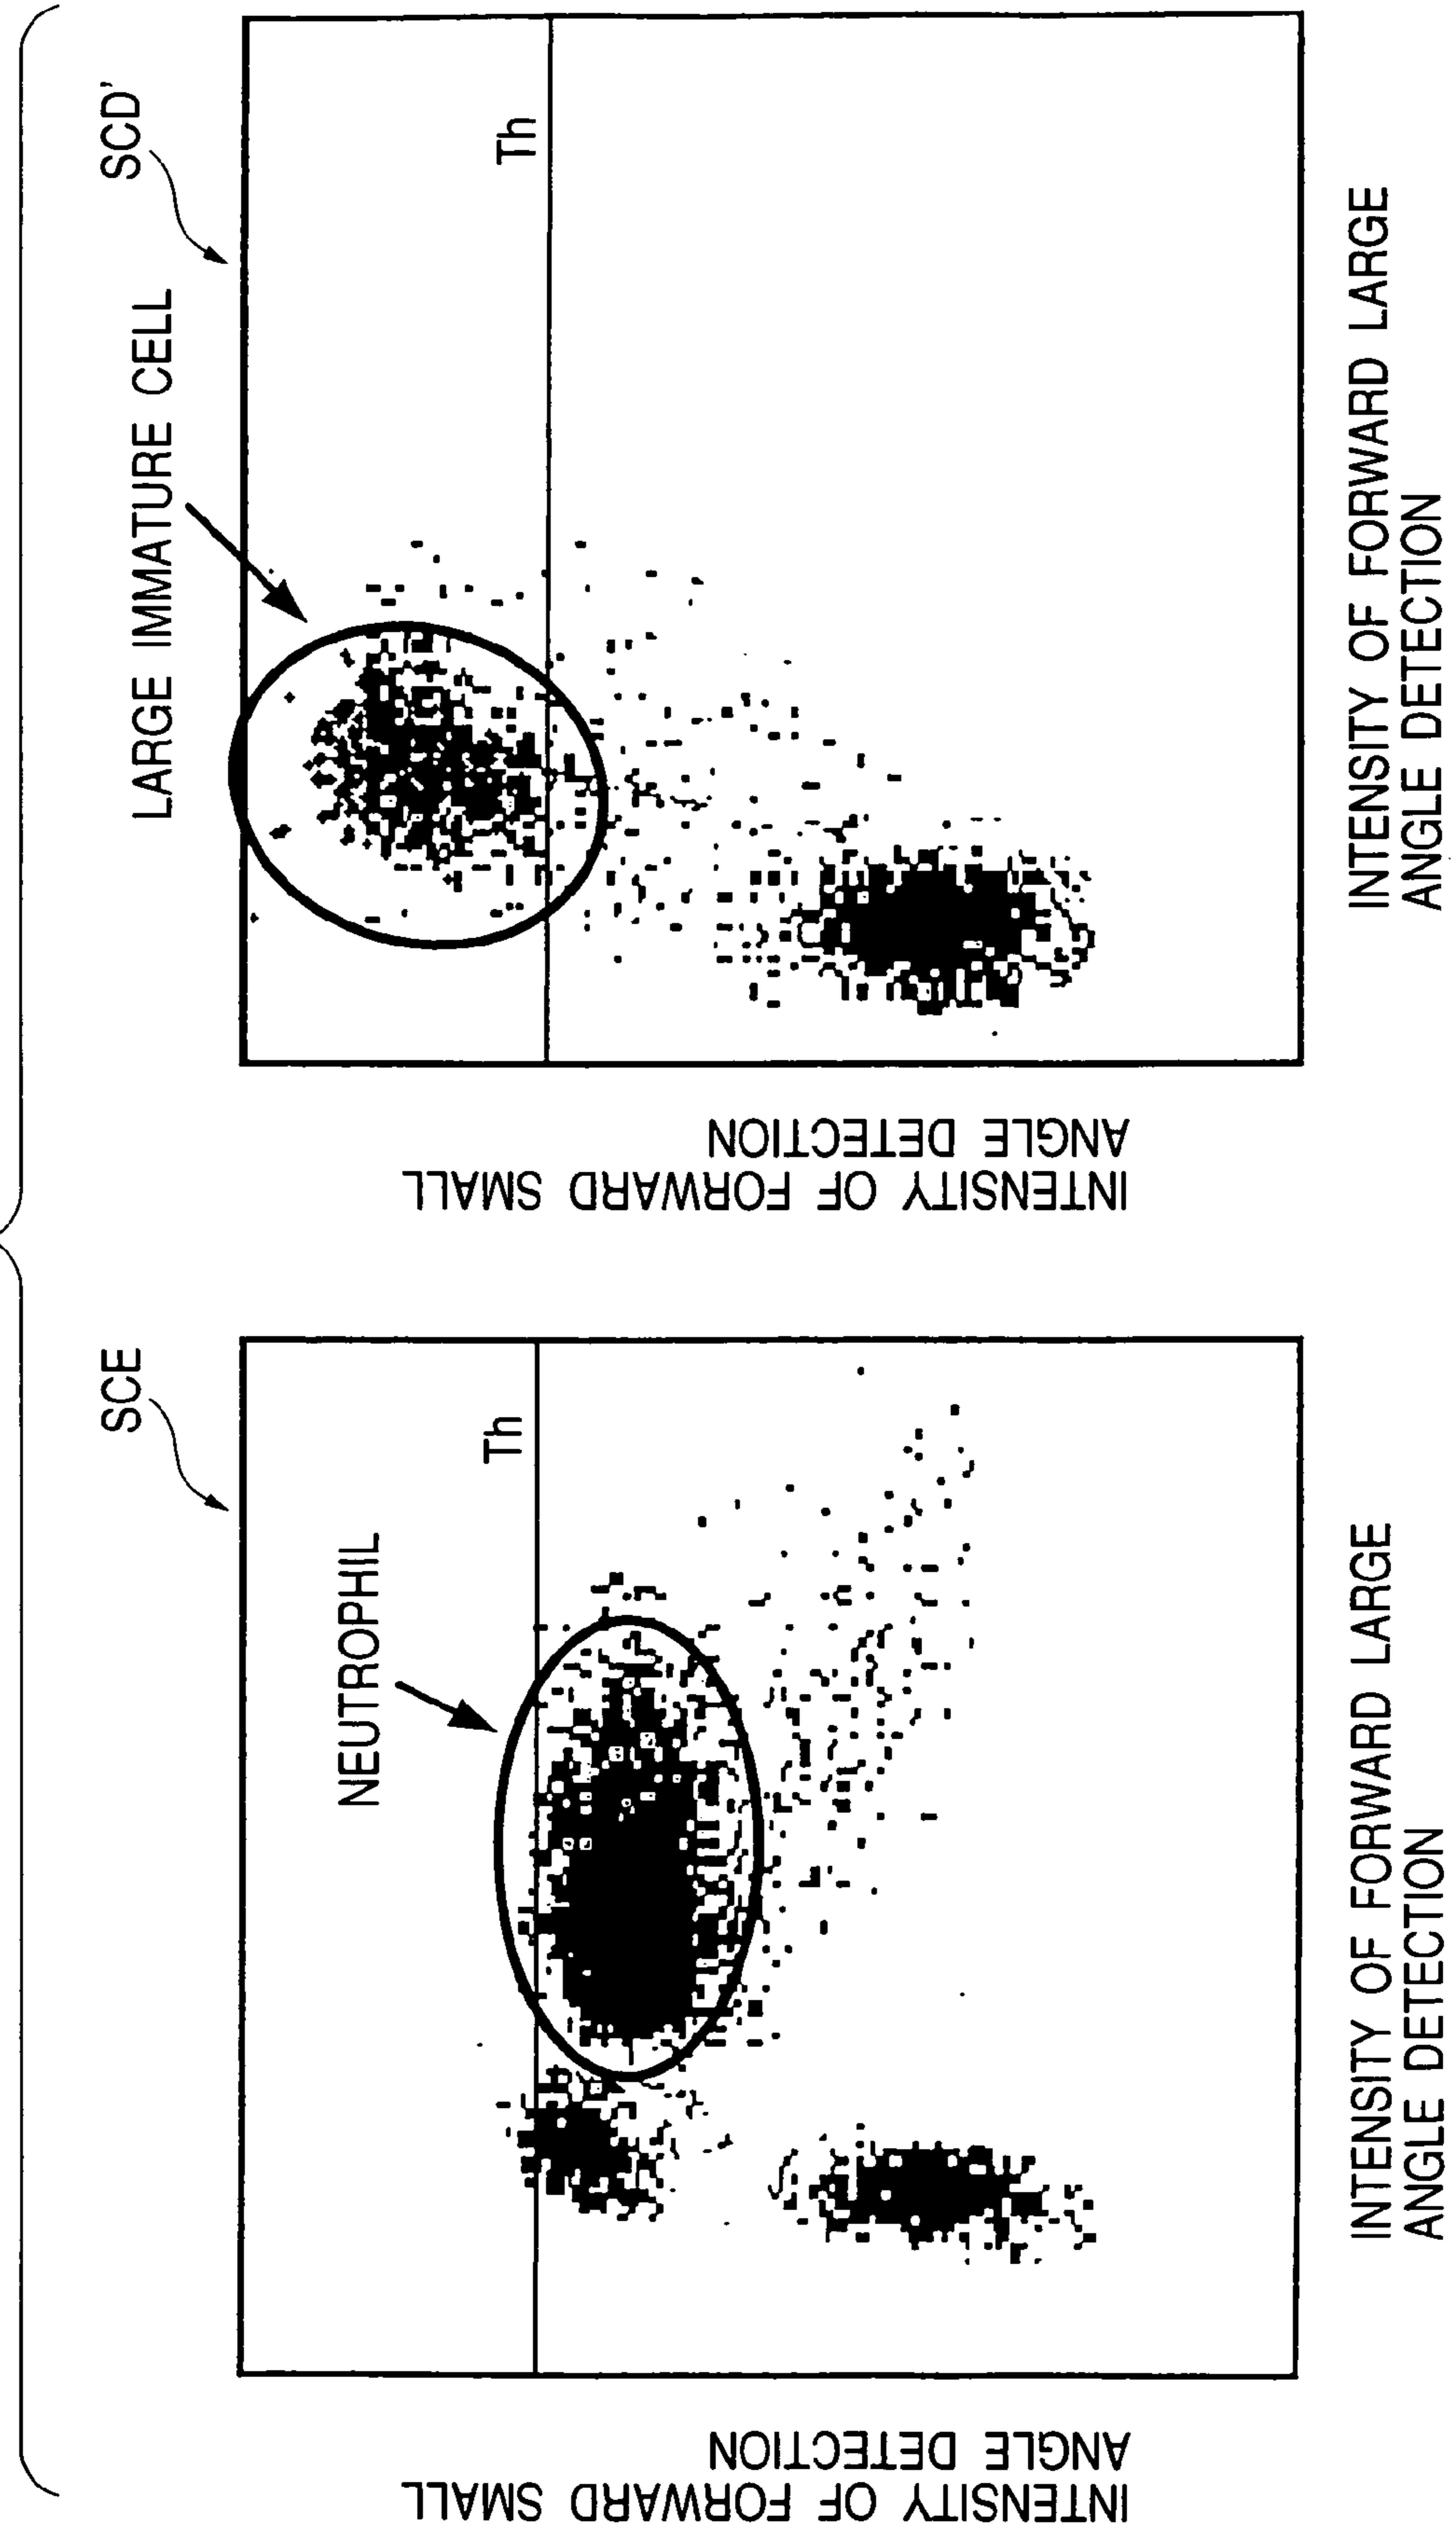 SCE
NEUTROPHIL
Th
INTENSITY OF FORWARD SMALL
ANGLE DETECTION
INTENSITY OF FORWARD LARGE
ANGLE DETECTION
SCD'
LARGE IMMATURE CELL
Th
INTENSITY OF FORWARD SMALL
ANGLE DETECTION
INTENSITY OF FORWARD LARGE
ANGLE DETECTION